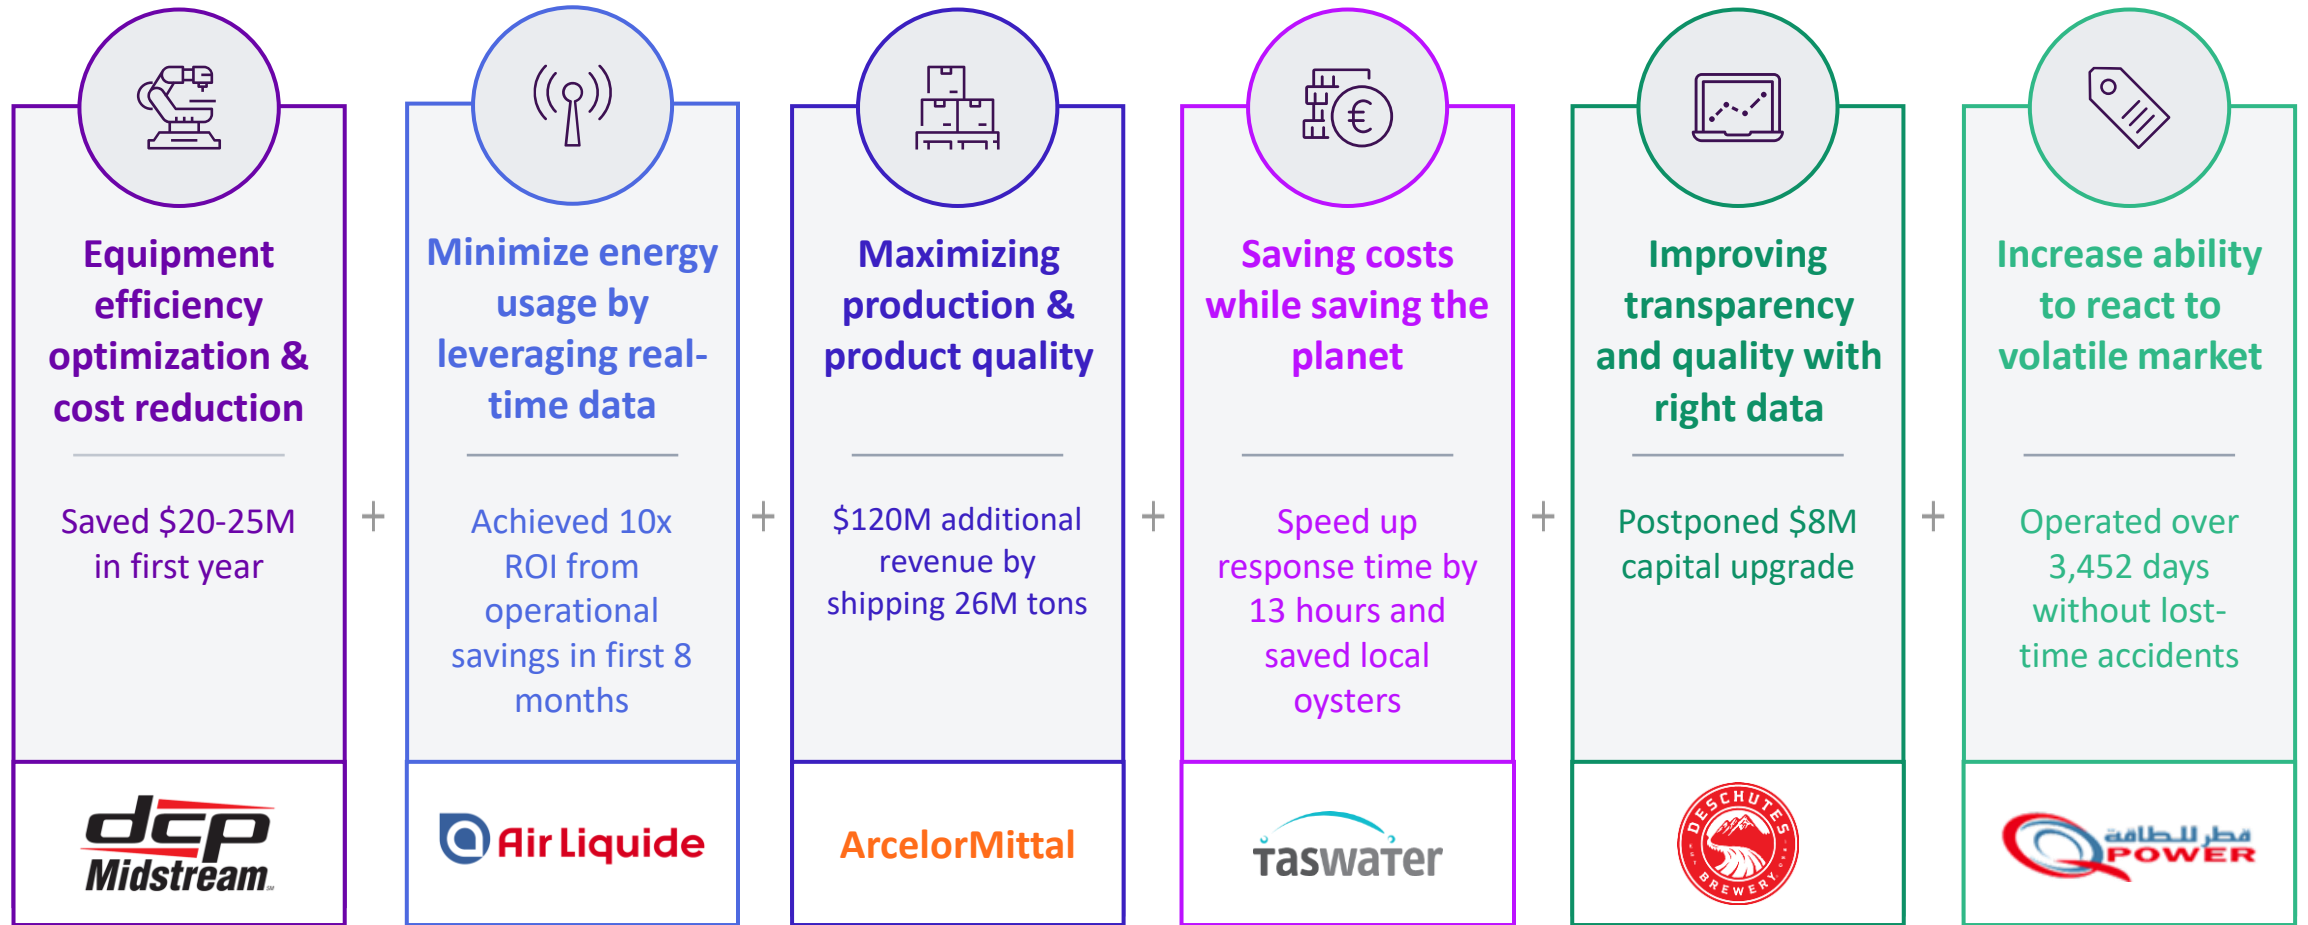 Equipment
efficiency
optimization &
cost reduction
Saved $20-25M
in first year
dcp
Midstream
+
Minimize energy
usage by
leveraging real-
time data
Achieved 10x
ROI from
operational
savings in first 8
months
Air Liquide
+
Maximizing
production &
product quality
$120M additional
revenue by
shipping 26M tons
ArcelorMittal
+
Saving costs
while saving the
planet
€
Speed up
response time by
13 hours and
saved local
oysters
Taswater
+
Improving
transparency
and quality with
right data
Postponed $8M
capital upgrade
DESCHUTES
BREWERY
+
Increase ability
to react to
volatile market
Operated over
3,452 days
without lost-
time accidents
قطر للطاقة
Q POWER